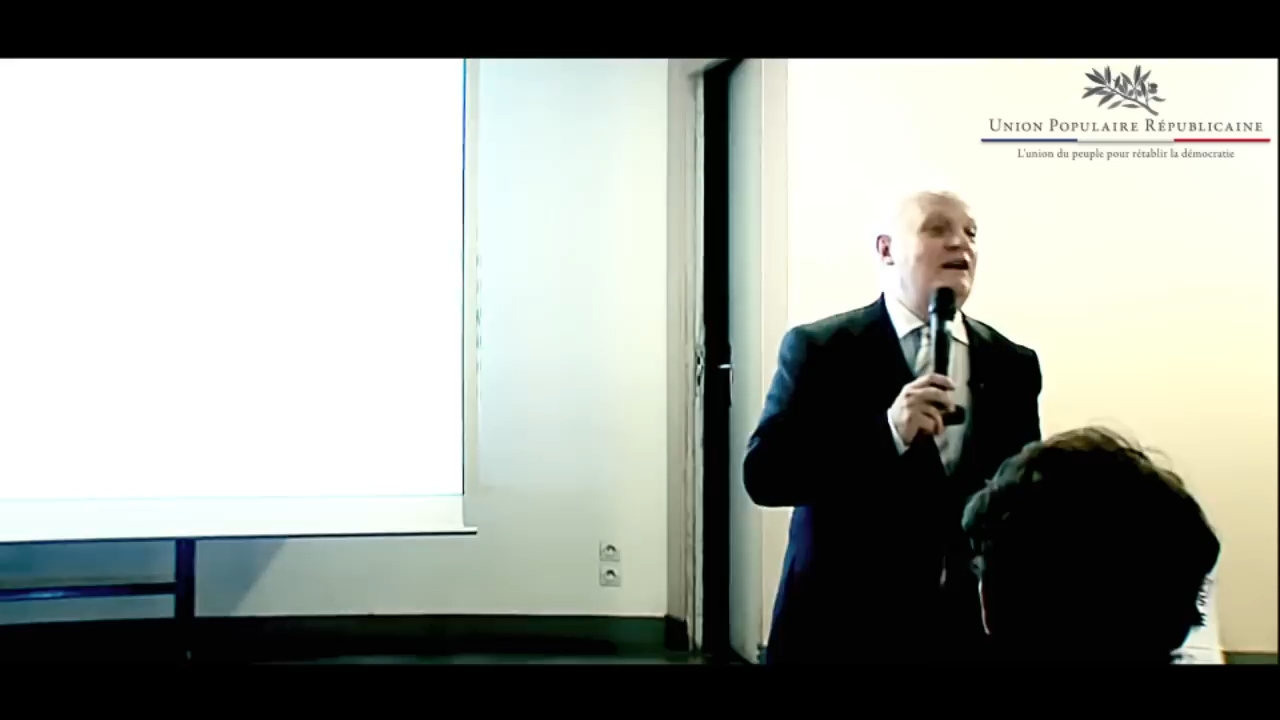 Union Populaire Républicaine
L'union du peuple pour rétablir la démocratie